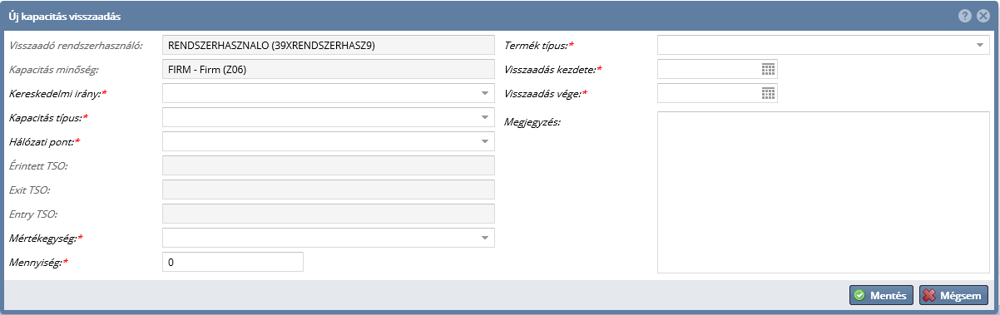 Új kapacitás visszaadás
Visszaadó rendszerhasználó: RENDSZERHASZNALO (39XRENDSZERHASZ9)
Kapacitás minőség: FIRM - Firm (Z06)
Kereskedelmi irány:*
Kapacitás típus:*
Hálózati pont:*
Érintett TSO:
Exit TSO:
Entry TSO:
Mértékegység:*
Mennyiség:* 0
Termék típus:*
Visszaadás kezdete:*
Visszaadás vége:*
Megjegyzés:
Mentés
Mégsem